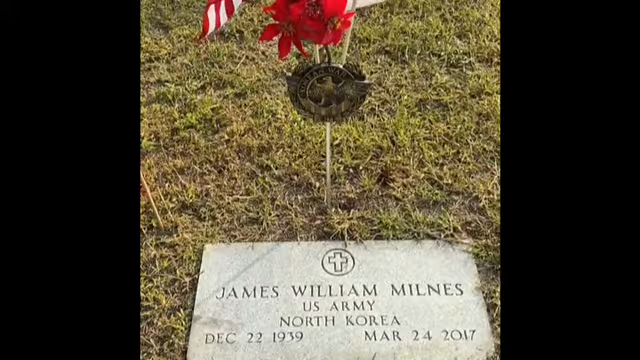 JAMES WILLIAM MILNES
US ARMY
NORTH KOREA
DEC 22 1939 MAR 24 2017